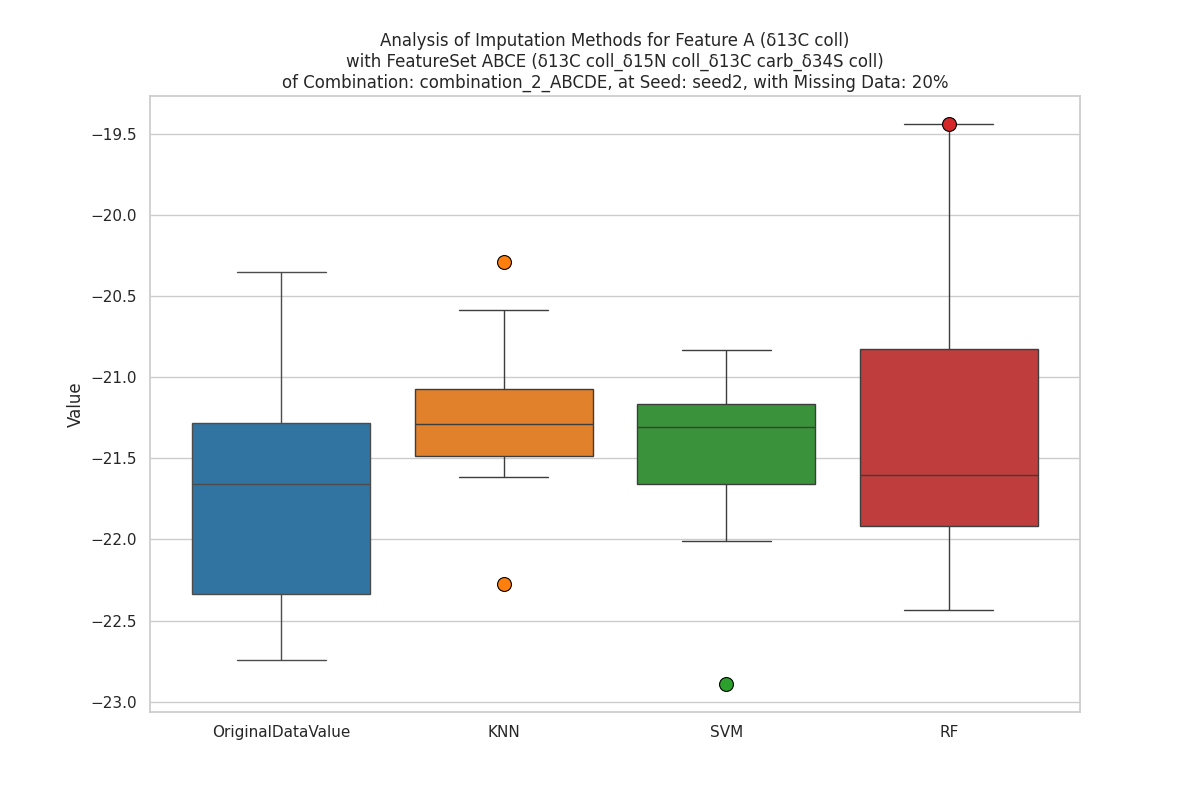 Analysis of Imputation Methods for Feature A (δ13C coll)
with FeatureSet ABCE (δ13C coll_δ15N coll_δ13C carb_δ34S coll)
of Combination: combination_2_ABCDE, at Seed: seed2, with Missing Data: 20%
−19.5
−20.0
−20.5
−21.0
−21.5
−22.0
−22.5
−23.0
Value
OriginalDataValue
KNN
SVM
RF